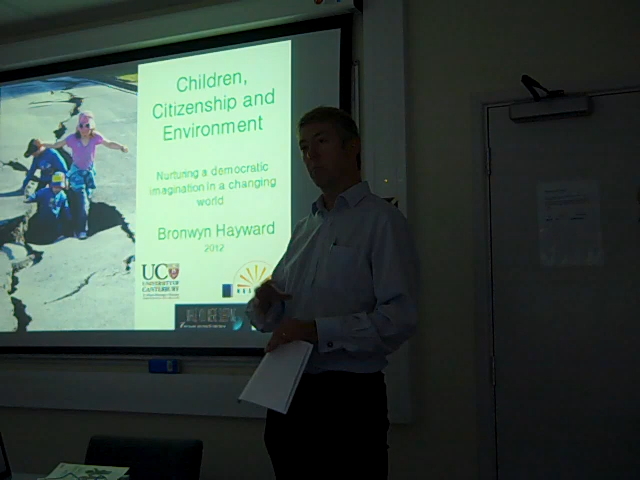 Children,
Citizenship and
Environment
Nurturing a democratic
imagination in a changing
world
Bronwyn Hayward
2012
UC
UNIVERSITY OF
CANTERBURY